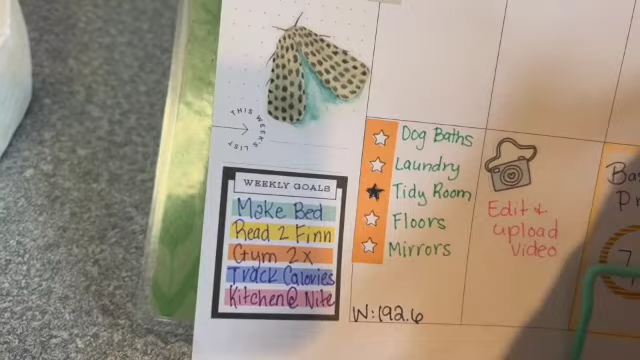 THIS WEEK'S LIST
WEEKLY GOALS
Make Bed
Read 2 Finn
Gym 2x
Track Calories
Kitchen@ Nite
Dog Baths
Laundry
Tidy Room
Floors
Mirrors
W:192.6
Edit +
upload
video